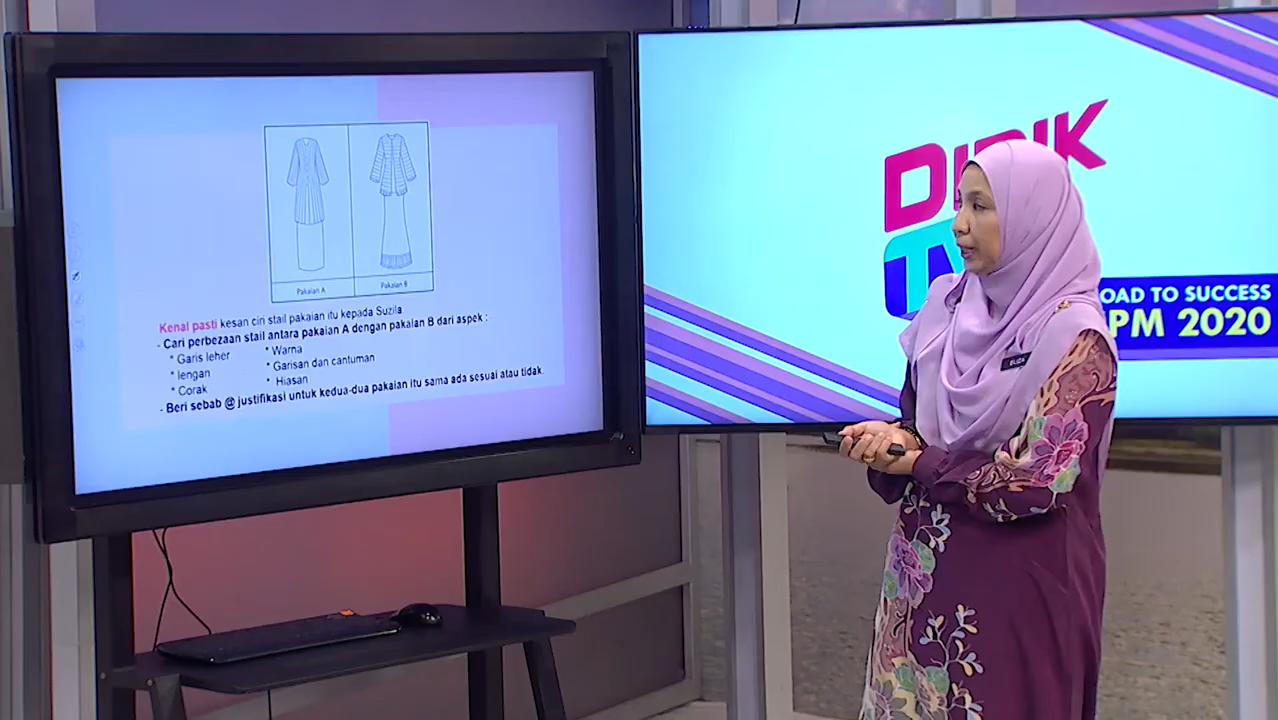 Pakaian A
Pakaian B
Kenal pasti kesan ciri stail pakaian itu kepada Suzila
- Cari perbezaan stail antara pakaian A dengan pakaian B dari aspek :
* Garis leher
* Warna
* lengan
* Garisan dan cantuman
* Corak
* Hiasan
- Beri sebab @ justifikasi untuk kedua-dua pakaian itu sama ada sesuai atau tidak.
DIDIK
TV
OAD TO SUCCESS
PM 2020